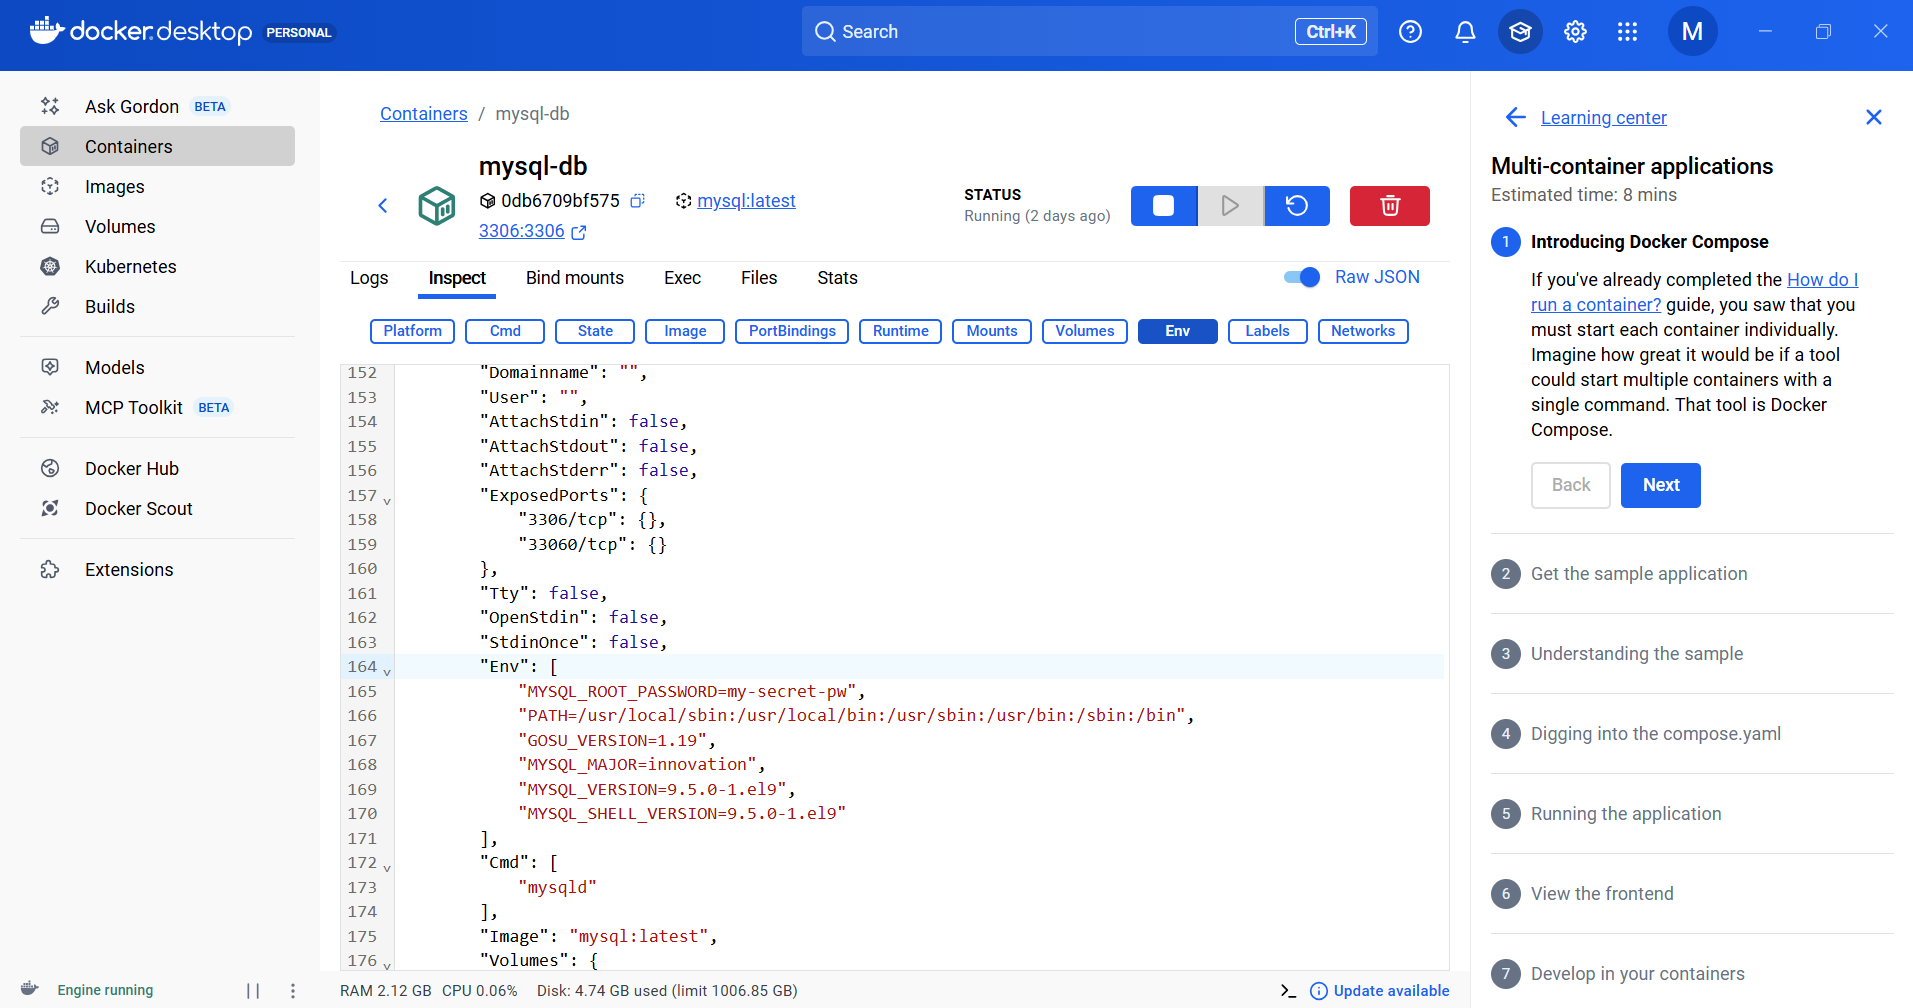 docker.desktop PERSONAL
Search
Ctrl+K
M
Ask Gordon BETA
Containers
Images
Volumes
Kubernetes
Builds
Models
MCP Toolkit BETA
Docker Hub
Docker Scout
Extensions
Containers / mysql-db
mysql-db
0db6709bf575 mysql:latest
3306:3306
STATUS
Running (2 days ago)
Logs Inspect Bind mounts Exec Files Stats
Raw JSON
Platform Cmd State Image PortBindings Runtime Mounts Volumes Env Labels Networks
152 "Domainname": "",
153 "User": "",
154 "AttachStdin": false,
155 "AttachStdout": false,
156 "AttachStderr": false,
157 "ExposedPorts": {
158 "3306/tcp": {},
159 "33060/tcp": {}
160 },
161 "Tty": false,
162 "OpenStdin": false,
163 "StdinOnce": false,
164 "Env": [
165 "MYSQL_ROOT_PASSWORD=my-secret-pw",
166 "PATH=/usr/local/sbin:/usr/local/bin:/usr/sbin:/usr/bin:/sbin:/bin",
167 "GOSU_VERSION=1.19",
168 "MYSQL_MAJOR=innovation",
169 "MYSQL_VERSION=9.5.0-1.el9",
170 "MYSQL_SHELL_VERSION=9.5.0-1.el9"
171 ],
172 "Cmd": [
173 "mysqld"
174 ],
175 "Image": "mysql:latest",
176 "Volumes": {
Learning center
Multi-container applications
Estimated time: 8 mins
1 Introducing Docker Compose
If you've already completed the How do I
run a container? guide, you saw that you
must start each container individually.
Imagine how great it would be if a tool
could start multiple containers with a
single command. That tool is Docker
Compose.
Back Next
2 Get the sample application
3 Understanding the sample
4 Digging into the compose.yaml
5 Running the application
6 View the frontend
7 Develop in your containers
Engine running
RAM 2.12 GB CPU 0.06% Disk: 4.74 GB used (limit 1006.85 GB)
Update available